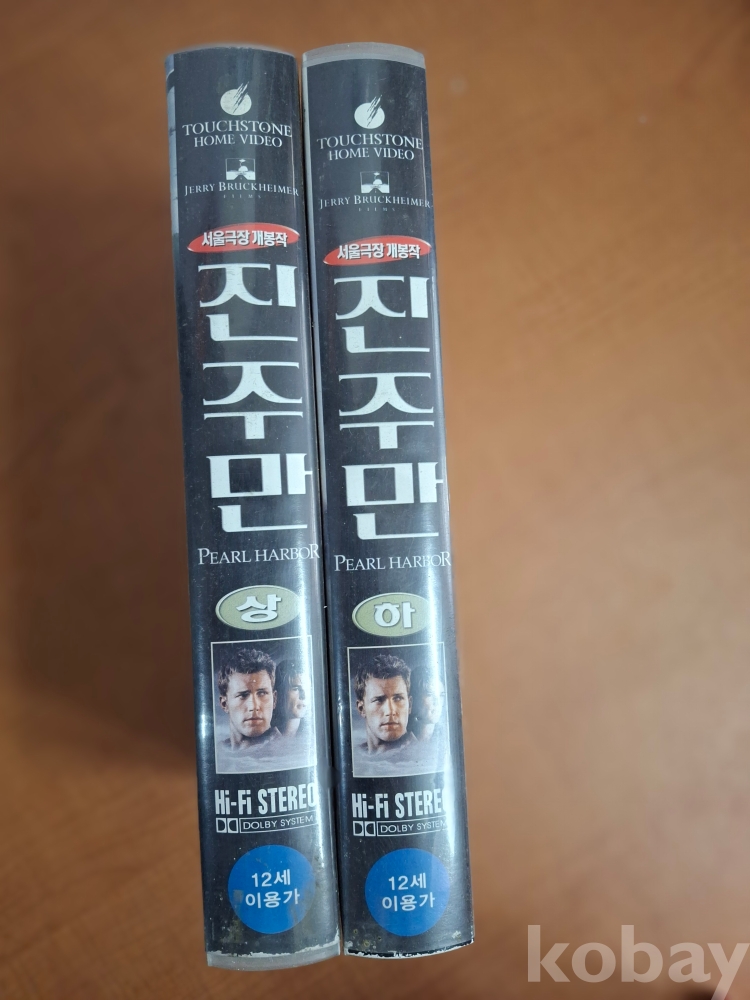 TOUCHSTONE
HOME VIDEO
JERRY BRUCKHEIMER
FILMS
서울극장 개봉작
진주만
PEARL HARBOR
상
Hi-Fi STEREO
DOLBY SYSTEM
12세
이용가
TOUCHSTONE
HOME VIDEO
JERRY BRUCKHEIMER
FILMS
서울극장 개봉작
진주만
PEARL HARBOR
하
Hi-Fi STEREO
DOLBY SYSTEM
12세
이용가
kobay